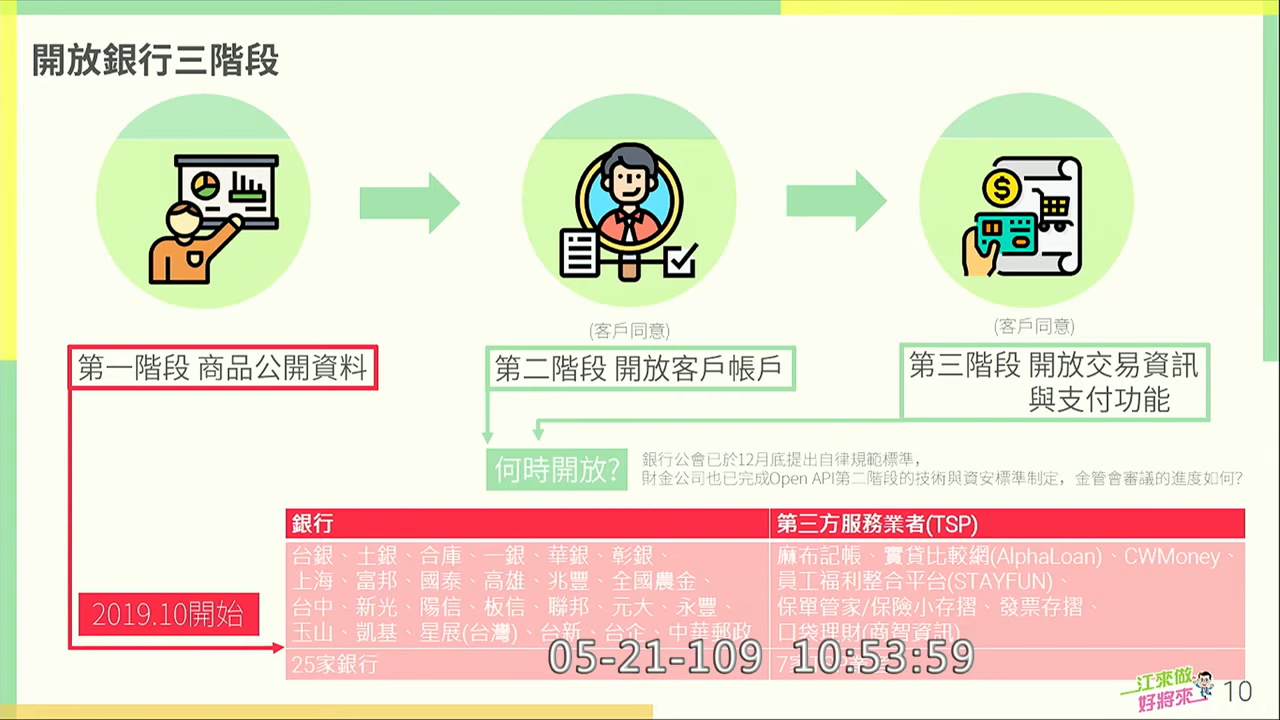 開放銀行三階段
(客戶同意)
(客戶同意)
第一階段 商品公開資料
第二階段 開放客戶帳戶
第三階段 開放交易資訊
與支付功能
何時開放?
銀行公會已於12月底提出自律規範標準，
財金公司也已完成Open API第二階段的技術與資安標準制定，金管會審議的進度如何?
2019.10開始
銀行
台銀、土銀、合庫、一銀、華銀、彰銀、
上海、富邦、國泰、高雄、兆豐、全國農金、
台中、新光、陽信、板信、聯邦、元大、永豐、
玉山、凱基、星展(台灣)、台新、台企、中華郵政
25家銀行
第三方服務業者(TSP)
麻布記帳、實貸比較網(AlphaLoan)、CWMoney、
員工福利整合平台(STAYFUN)、
保單管家/保險小存摺、發票存摺、
口袋理財(商智資訊)
7家
05-21-109 10:53:59
江來做
好將來
10